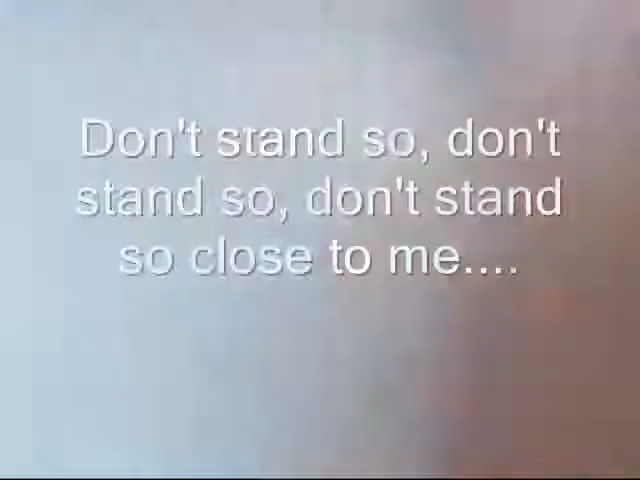 Don't stand so, don't
stand so, don't stand
so close to me....